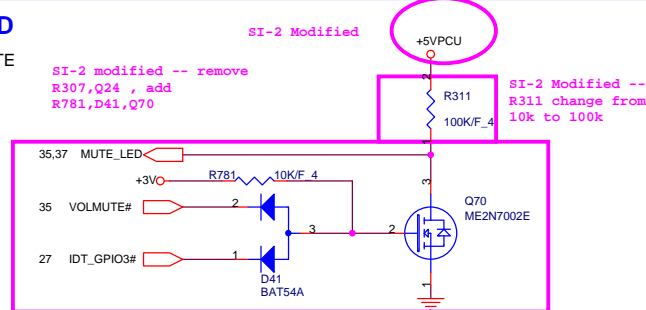 D
SI-2 Modified
+5VPCU
TE
SI-2 modified -- remove
R307,Q24 , add
R781,D41,Q70
2
R311
100K/F_4
1
SI-2 Modified --
R311 change from
10k to 100k
35,37 MUTE_LED
+3V
R781
10K/F_4
3
Q70
ME2N7002E
35 VOLMUTE#
2
3
2
27 IDT_GPIO3#
1
D41
BAT54A
1